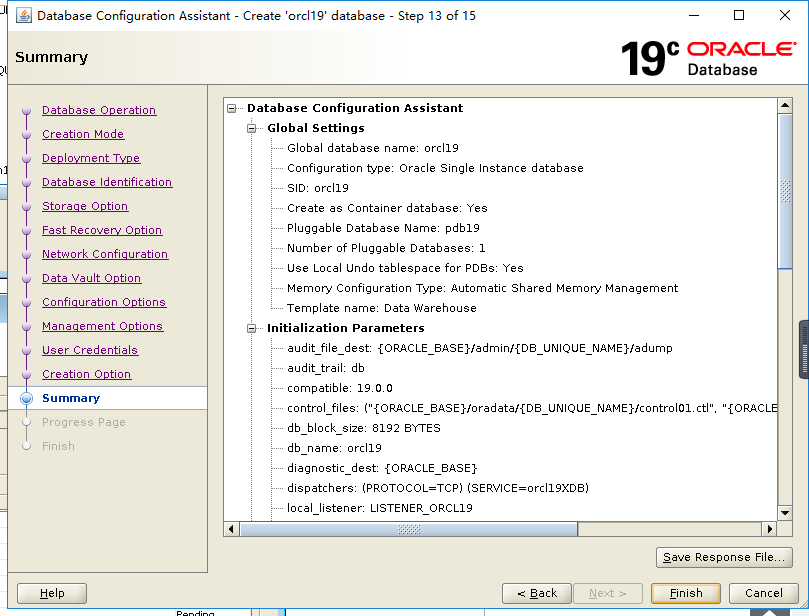 Database Configuration Assistant - Create 'orcl19' database - Step 13 of 15
Summary
19c ORACLE
Database
Database Operation
Creation Mode
Deployment Type
Database Identification
Storage Option
Fast Recovery Option
Network Configuration
Data Vault Option
Configuration Options
Management Options
User Credentials
Creation Option
Summary
Progress Page
Finish
Database Configuration Assistant
Global Settings
Global database name: orcl19
Configuration type: Oracle Single Instance database
SID: orcl19
Create as Container database: Yes
Pluggable Database Name: pdb19
Number of Pluggable Databases: 1
Use Local Undo tablespace for PDBs: Yes
Memory Configuration Type: Automatic Shared Memory Management
Template name: Data Warehouse
Initialization Parameters
audit_file_dest: {ORACLE_BASE}/admin/{DB_UNIQUE_NAME}/adump
audit_trail: db
compatible: 19.0.0
control_files: ("{ORACLE_BASE}/oradata/{DB_UNIQUE_NAME}/control01.ctl", "{ORACLE
db_block_size: 8192 BYTES
db_name: orcl19
diagnostic_dest: {ORACLE_BASE}
dispatchers: (PROTOCOL=TCP) (SERVICE=orcl19XDB)
local_listener: LISTENER_ORCL19
Save Response File...
Help
< Back
Next >
Finish
Cancel
Pending